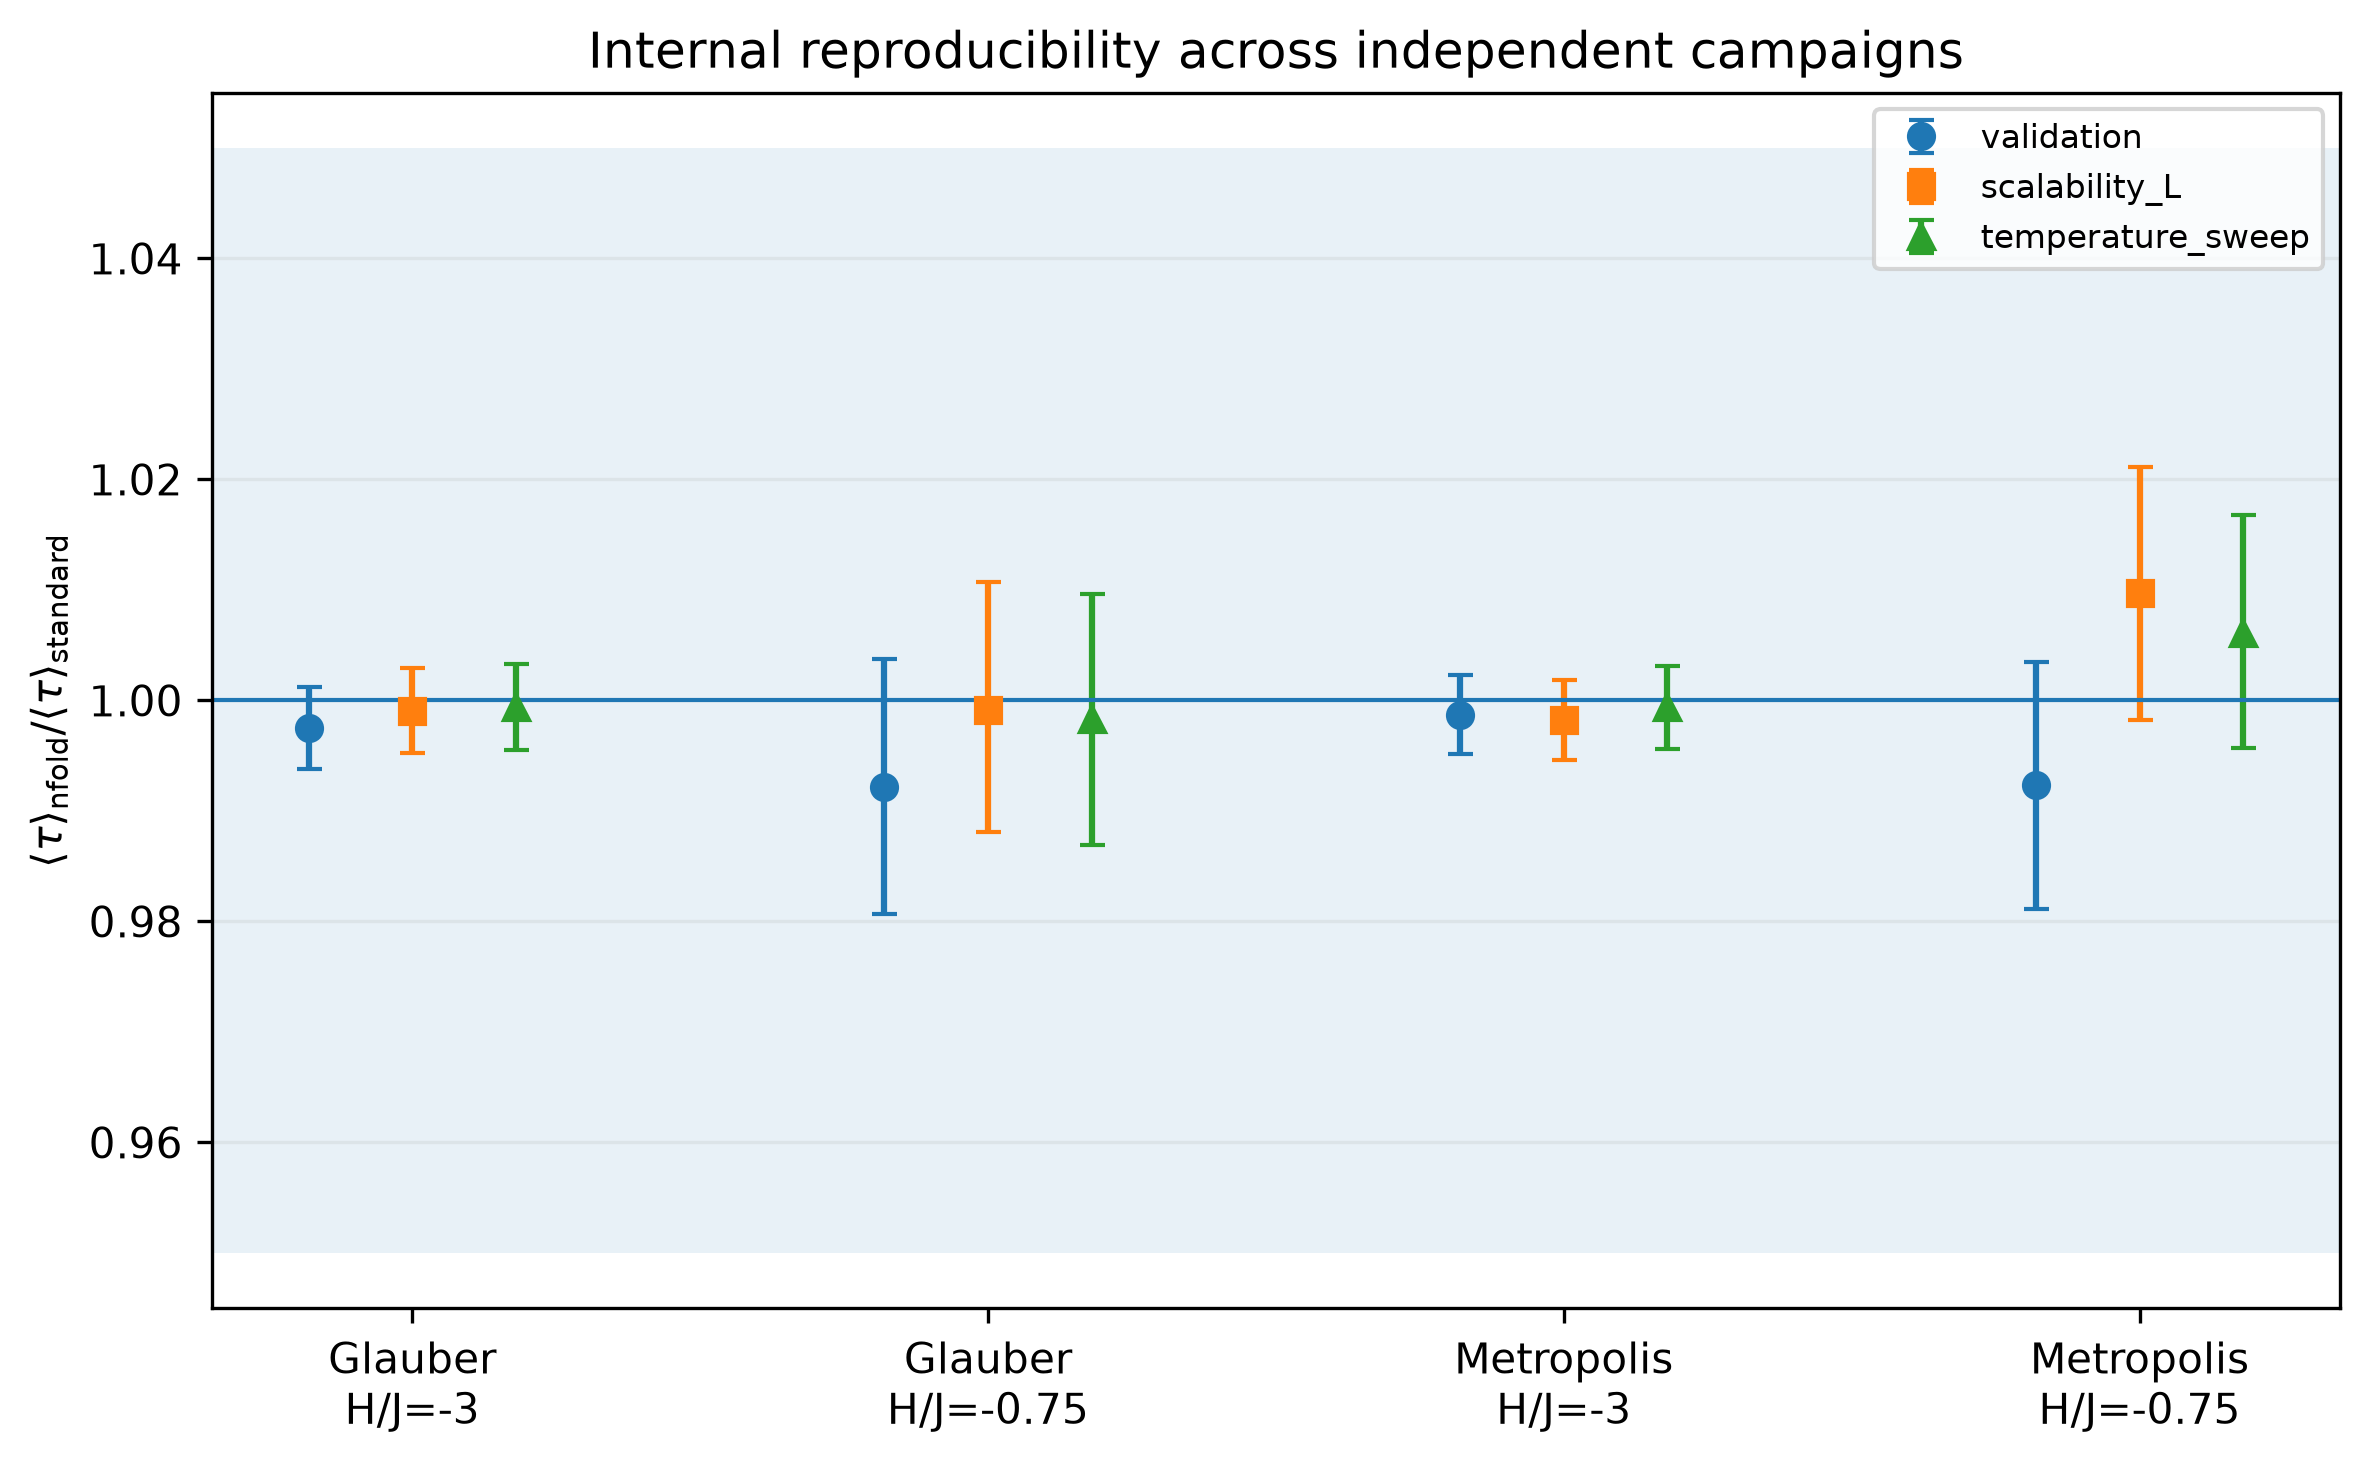 Internal reproducibility across independent campaigns
validation
scalability_L
temperature_sweep
⟨τ⟩nfold/⟨τ⟩standard
1.04
1.02
1.00
0.98
0.96
Glauber
H/J=-3
Glauber
H/J=-0.75
Metropolis
H/J=-3
Metropolis
H/J=-0.75